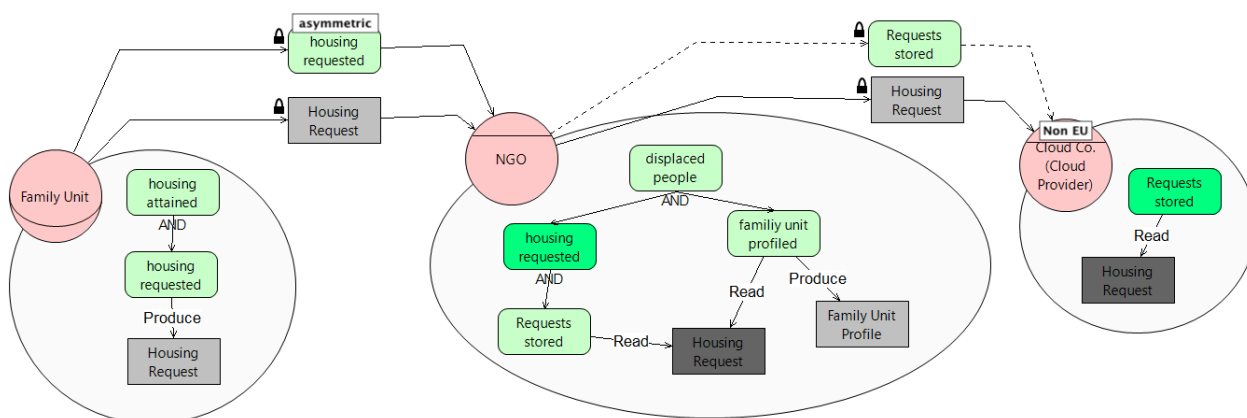 asymmetric
housing
requested
Housing
Request
Requests
stored
Housing
Request
Family Unit
NGO
Non EU
Cloud Co.
(Cloud
Provider)
housing
attained
AND
housing
requested
Produce
Housing
Request
displaced
people
AND
housing
requested
familiy unit
profiled
AND
Read
Produce
Requests
stored
Read
Housing
Request
Family Unit
Profile
Requests
stored
Read
Housing
Request